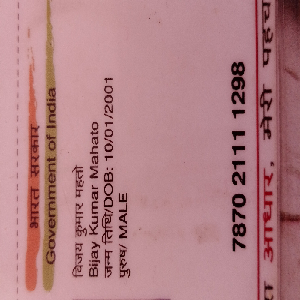 भारत सरकार
Government of India
विजय कुमार महतो
Bijay Kumar Mahato
जन्म तिथि/DOB: 10/01/2001
पुरुष/ MALE
7870 2111 1298
आधार, मेरी